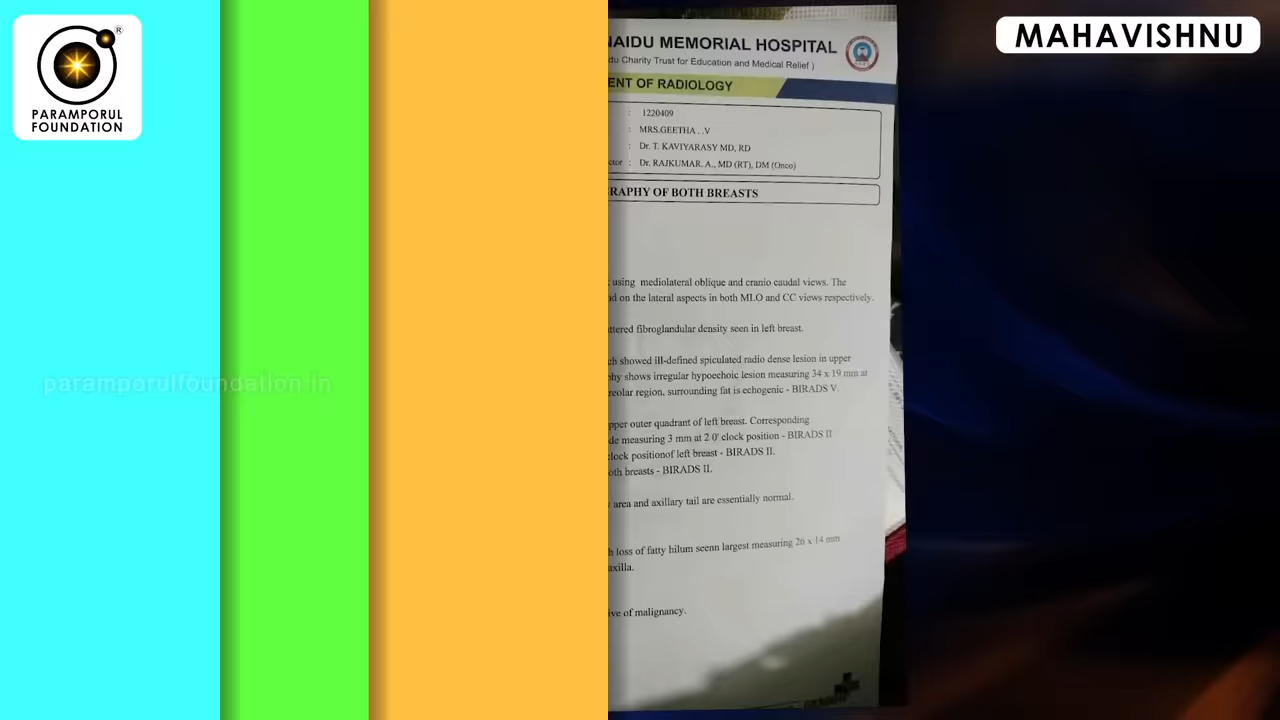 PARAMPORUL
FOUNDATION
®
MAHAVISHNU
paramporulfoundation.in
NAIDU MEMORIAL HOSPITAL
du Charity Trust for Education and Medical Relief )
ENT OF RADIOLOGY
: 1220409
: MRS.GEETHA . .V
: Dr. T. KAVIYARASY MD, RD
ctor : Dr. RAJKUMAR. A., MD (RT), DM (Onco)
RAPHY OF BOTH BREASTS
using mediolateral oblique and cranio caudal views. The
d on the lateral aspects in both MLO and CC views respectively.
ttered fibroglandular density seen in left breast.
ch showed ill-defined spiculated radio dense lesion in upper
phy shows irregular hypoechoic lesion measuring 34 x 19 mm at
reolar region, surrounding fat is echogenic - BIRADS V.
pper outer quadrant of left breast. Corresponding
de measuring 3 mm at 2 0' clock position - BIRADS II
clock positionof left breast - BIRADS II.
oth breasts - BIRADS II.
area and axillary tail are essentially normal.
h loss of fatty hilum seenn largest measuring 26 x 14 mm
axilla.
ive of malignancy.